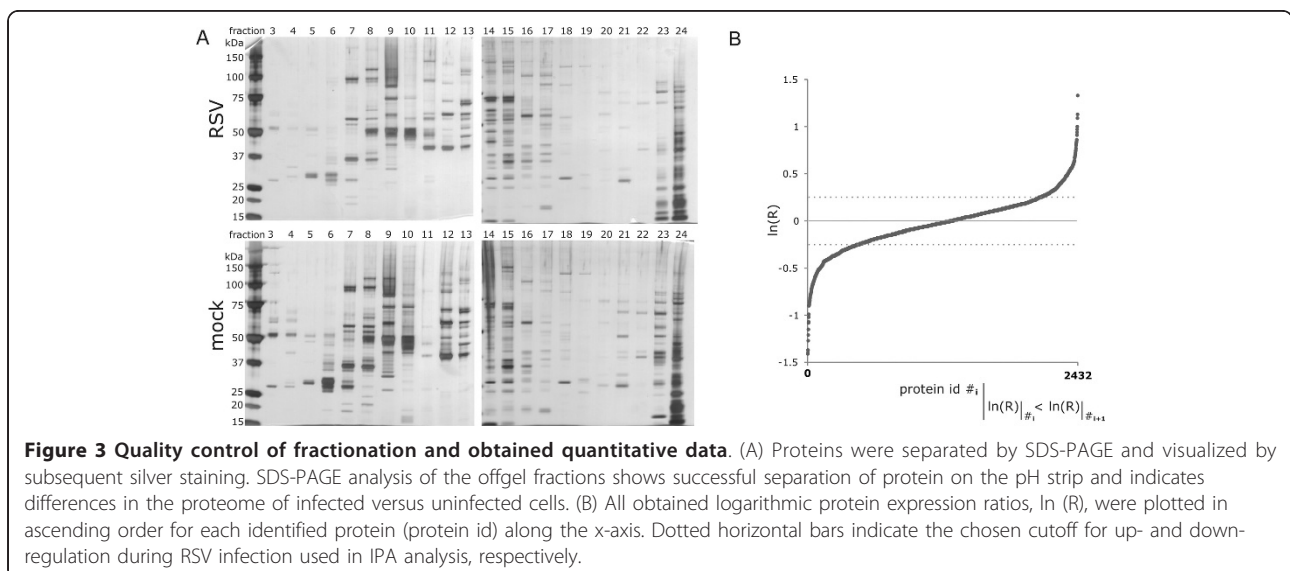 A
fraction 3 4 5 6 7 8 9 10 11 12 13 14 15 16 17 18 19 20 21 22 23 24
kDa
150
100
75
50
37
25
20
15
RSV
fraction 3 4 5 6 7 8 9 10 11 12 13 14 15 16 17 18 19 20 21 22 23 24
kDa
150
100
75
50
37
25
20
15
mock
B
1.5
1
0.5
0
-0.5
-1
-1.5
ln(R)
0 2432
protein id #i | ln(R)|#i < ln(R)|#i+1
Figure 3 Quality control of fractionation and obtained quantitative data. (A) Proteins were separated by SDS-PAGE and visualized by
subsequent silver staining. SDS-PAGE analysis of the offgel fractions shows successful separation of protein on the pH strip and indicates
differences in the proteome of infected versus uninfected cells. (B) All obtained logarithmic protein expression ratios, ln (R), were plotted in
ascending order for each identified protein (protein id) along the x-axis. Dotted horizontal bars indicate the chosen cutoff for up- and down-
regulation during RSV infection used in IPA analysis, respectively.